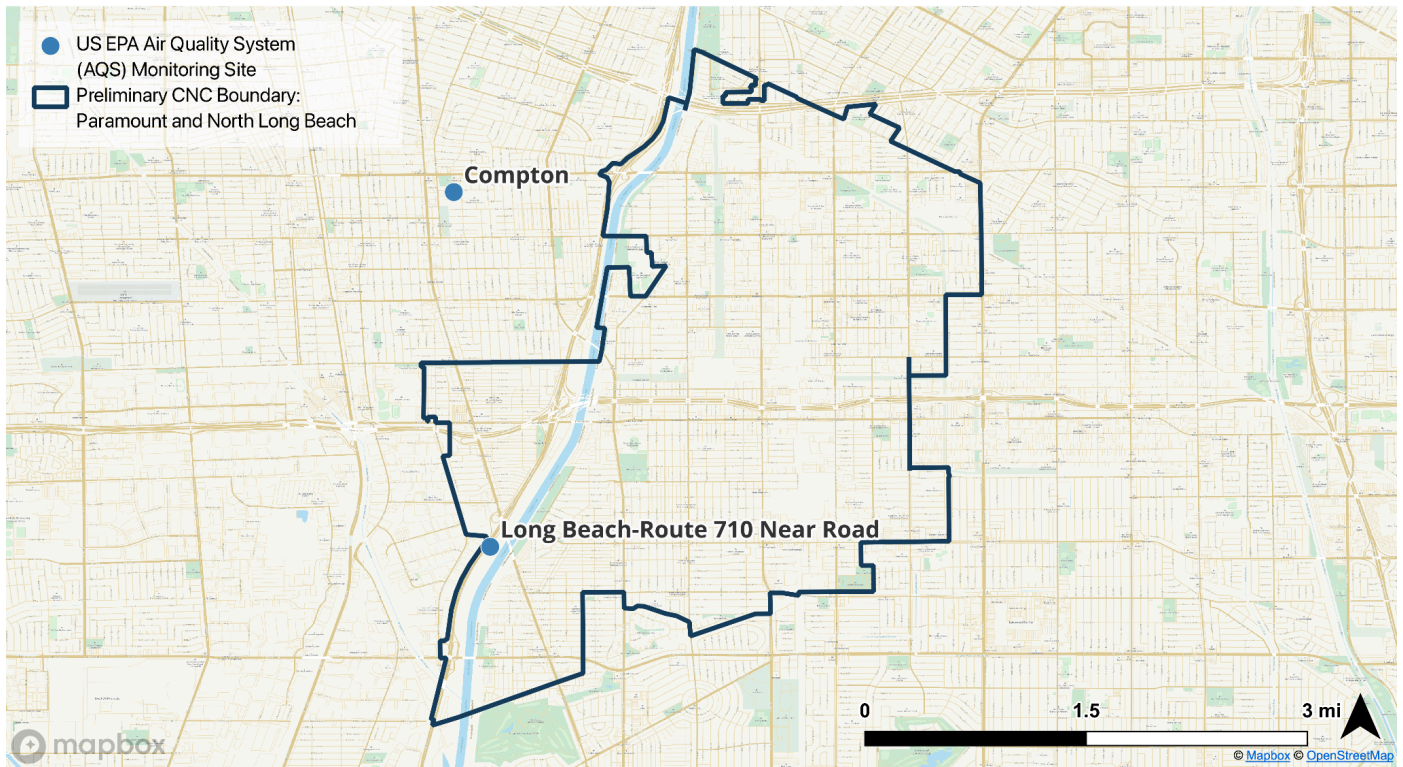 US EPA Air Quality System
(AQS) Monitoring Site
Preliminary CNC Boundary:
Paramount and North Long Beach
Compton
Long Beach-Route 710 Near Road
0 1.5 3 mi
mapbox
© Mapbox © OpenStreetMap